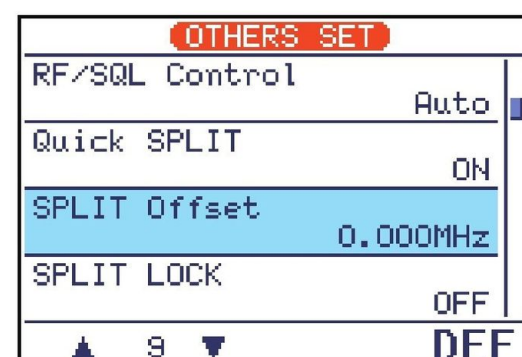 OTHERS SET
RF/SQL Control
Auto
Quick SPLIT
ON
SPLIT Offset
0.000MHz
SPLIT LOCK
OFF
▲ 9 ▼ DEF